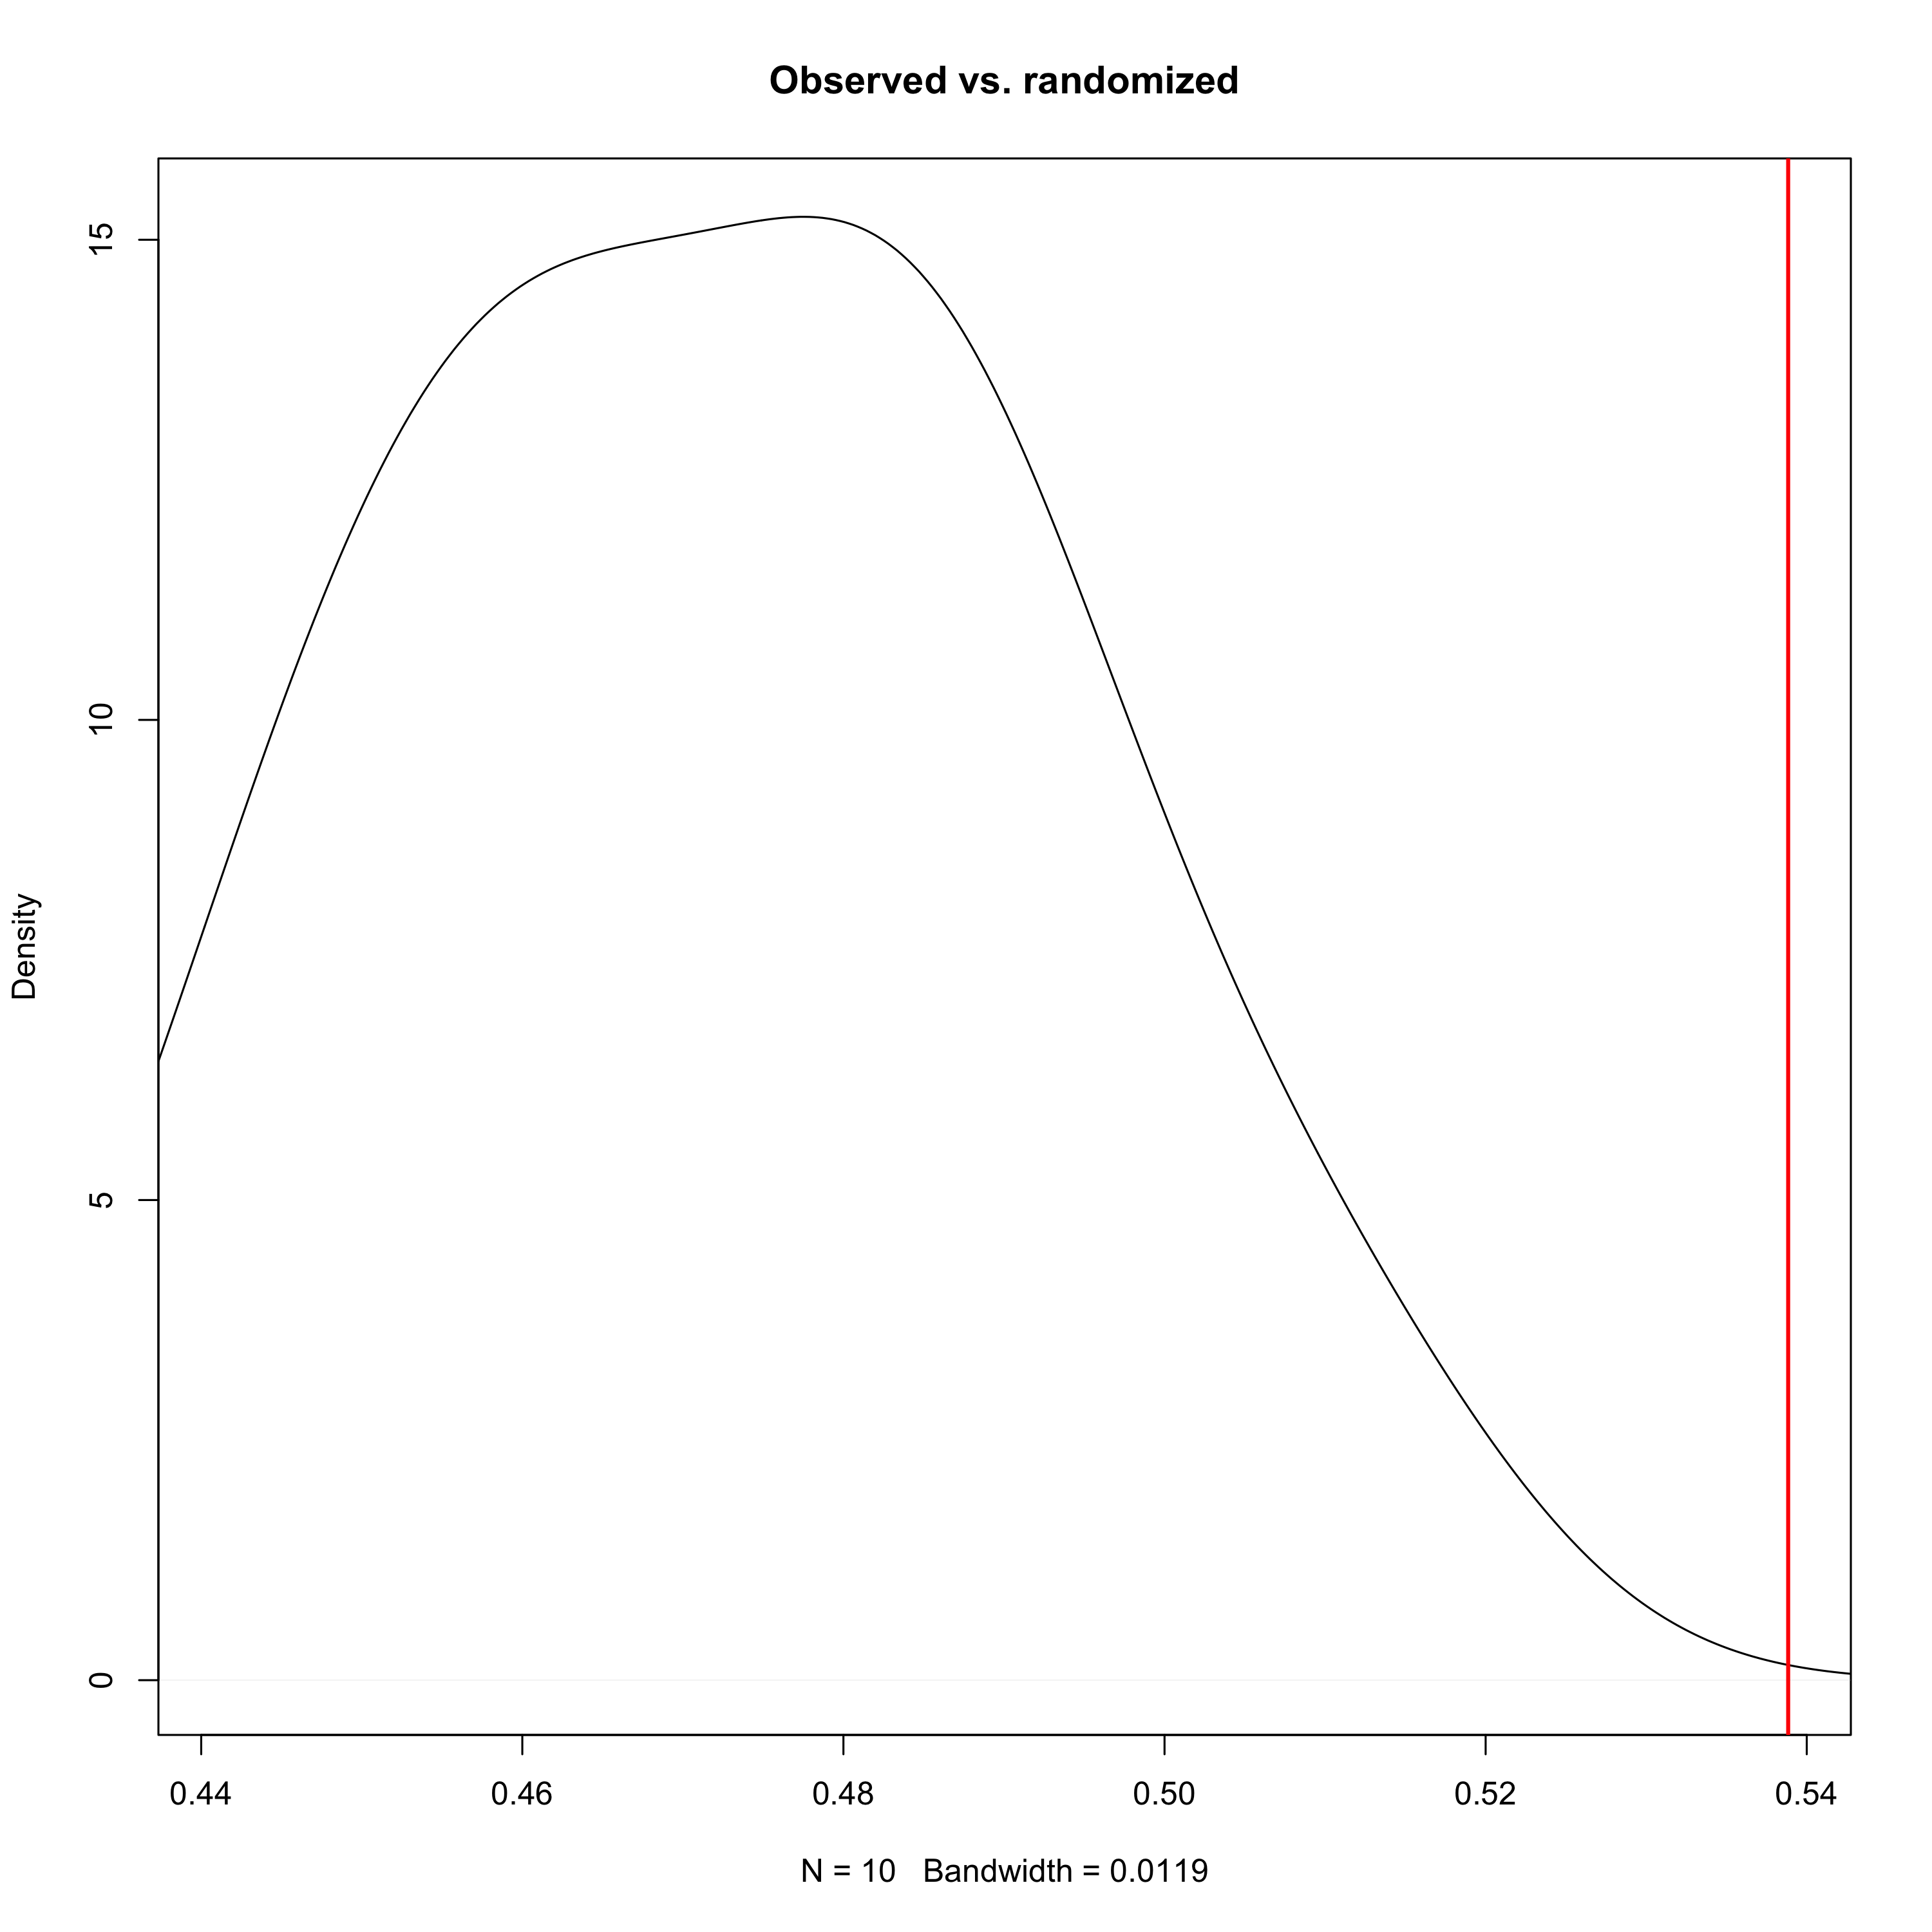 Observed vs. randomized
Density
15
10
5
0
0.44 0.46 0.48 0.50 0.52 0.54
N = 10 Bandwidth = 0.0119